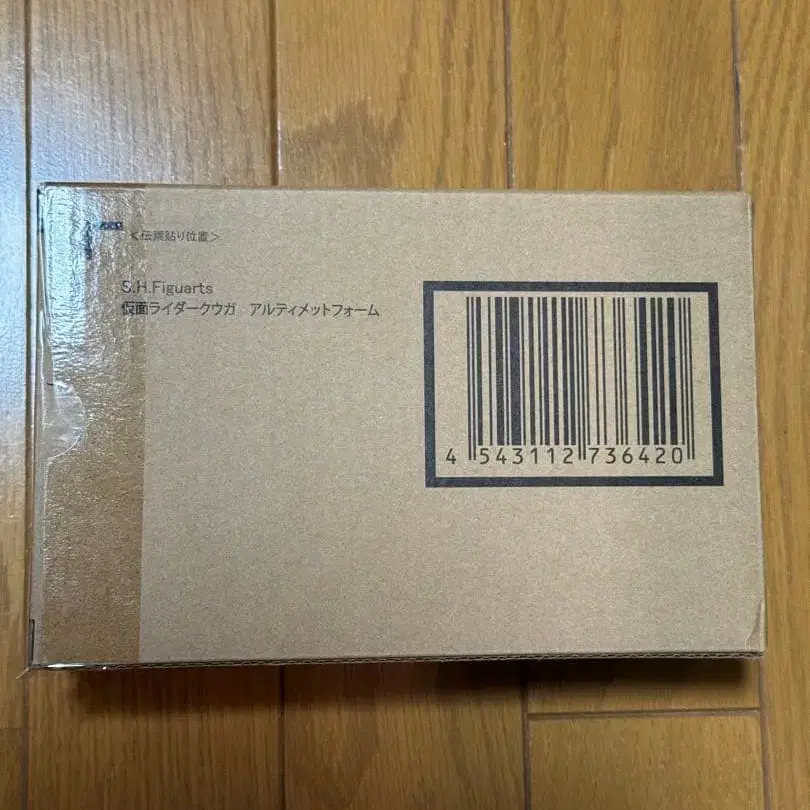 <伝票貼り位置>
S.H.Figuarts
仮面ライダークウガ　アルティメットフォーム
4 543112 736420